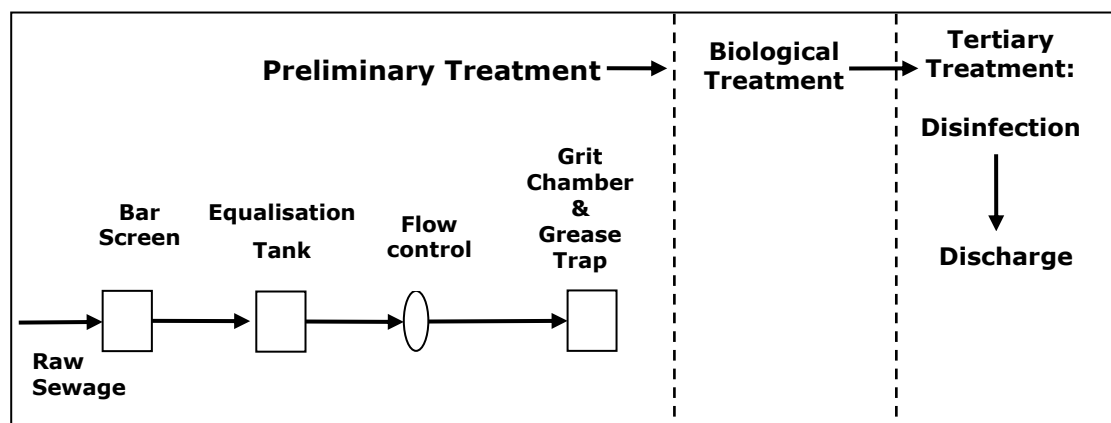 Preliminary Treatment
Biological
Treatment
Tertiary
Treatment:
Disinfection
Discharge
Bar
Screen
Equalisation
Tank
Flow
control
Grit
Chamber
&
Grease
Trap
Raw
Sewage